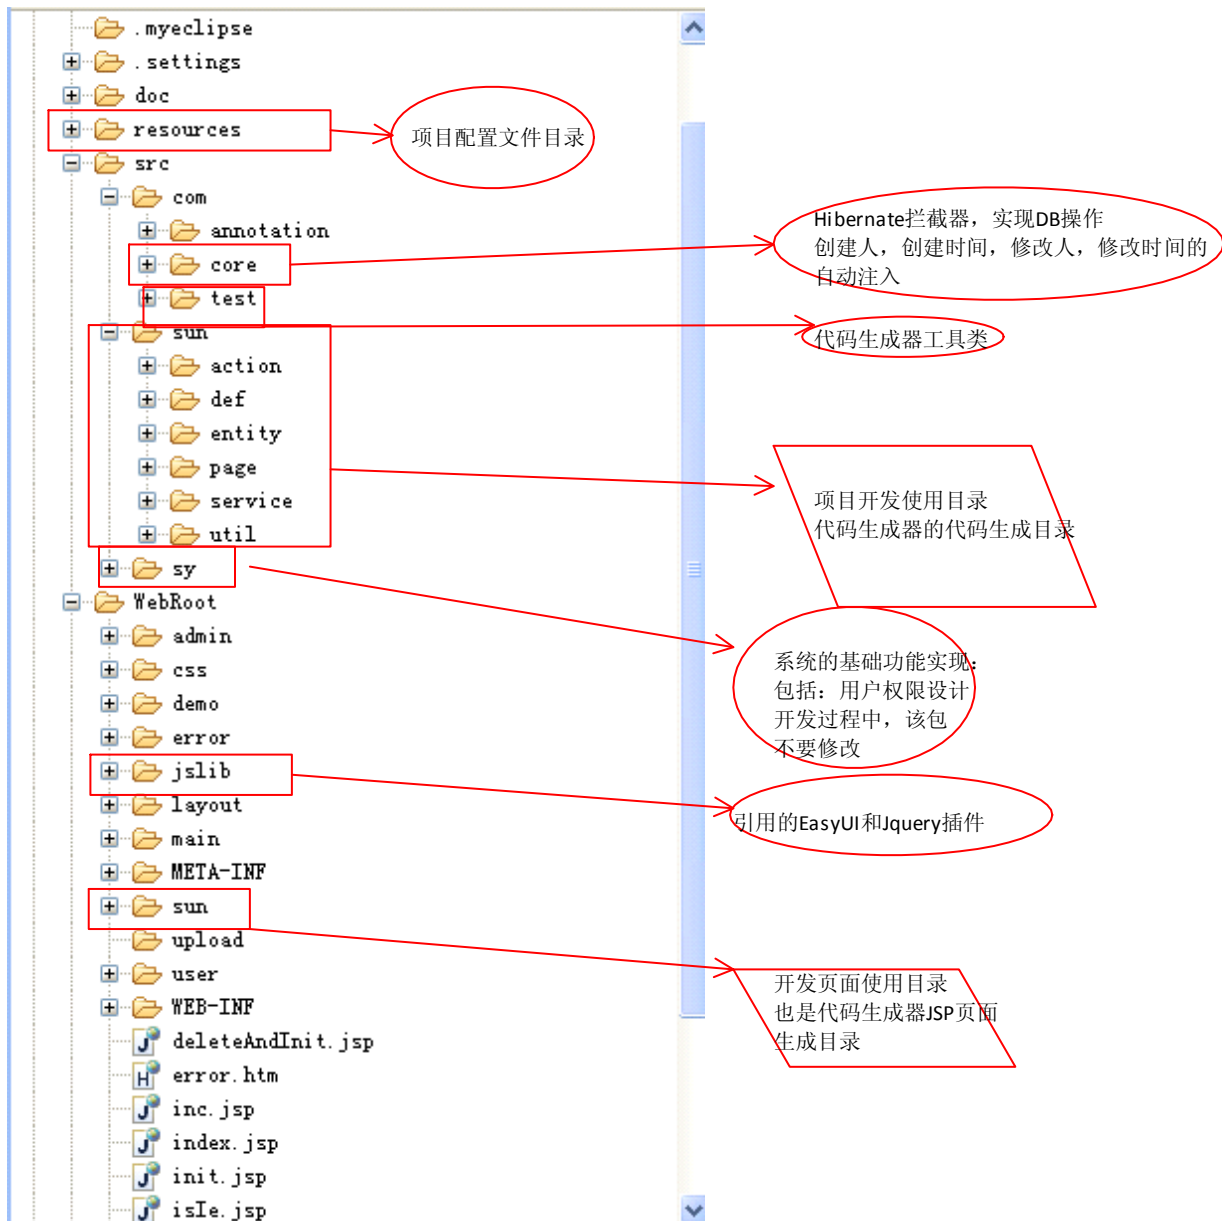 .myeclipse
.settings
doc
resources
项目配置文件目录
src
com
annotation
core
Hibernate拦截器，实现DB操作
创建人，创建时间，修改人，修改时间的
自动注入
test
sun
代码生成器工具类
action
def
entity
page
service
util
项目开发使用目录
代码生成器的代码生成目录
sy
WebRoot
admin
css
demo
error
系统的基础功能实现：
包括：用户权限设计
开发过程中，该包
不要修改
jslib
layout
引用的EasyUI和Jquery插件
main
META-INF
sun
upload
user
WEB-INF
开发页面使用目录
也是代码生成器JSP页面
生成目录
deleteAndInit.jsp
error.htm
inc.jsp
index.jsp
init.jsp
isIe.jsp